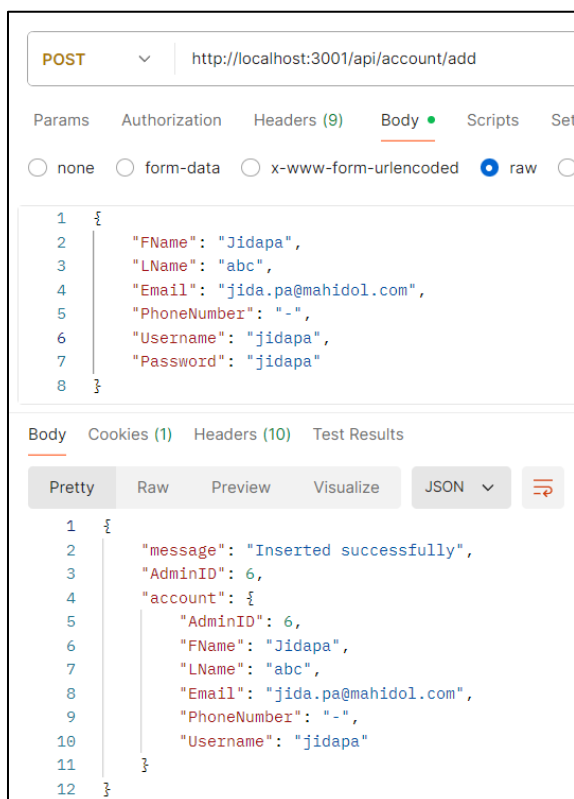 POST http://localhost:3001/api/account/add
Params Authorization Headers (9) Body Scripts Set
none form-data x-www-form-urlencoded raw
1 {
2 "FName": "Jidapa",
3 "LName": "abc",
4 "Email": "jida.pa@mahidol.com",
5 "PhoneNumber": "-",
6 "Username": "jidapa",
7 "Password": "jidapa"
8 }
Body Cookies (1) Headers (10) Test Results
Pretty Raw Preview Visualize JSON
1 {
2 "message": "Inserted successfully",
3 "AdminID": 6,
4 "account": {
5 "AdminID": 6,
6 "FName": "Jidapa",
7 "LName": "abc",
8 "Email": "jida.pa@mahidol.com",
9 "PhoneNumber": "-",
10 "Username": "jidapa"
11 }
12 }